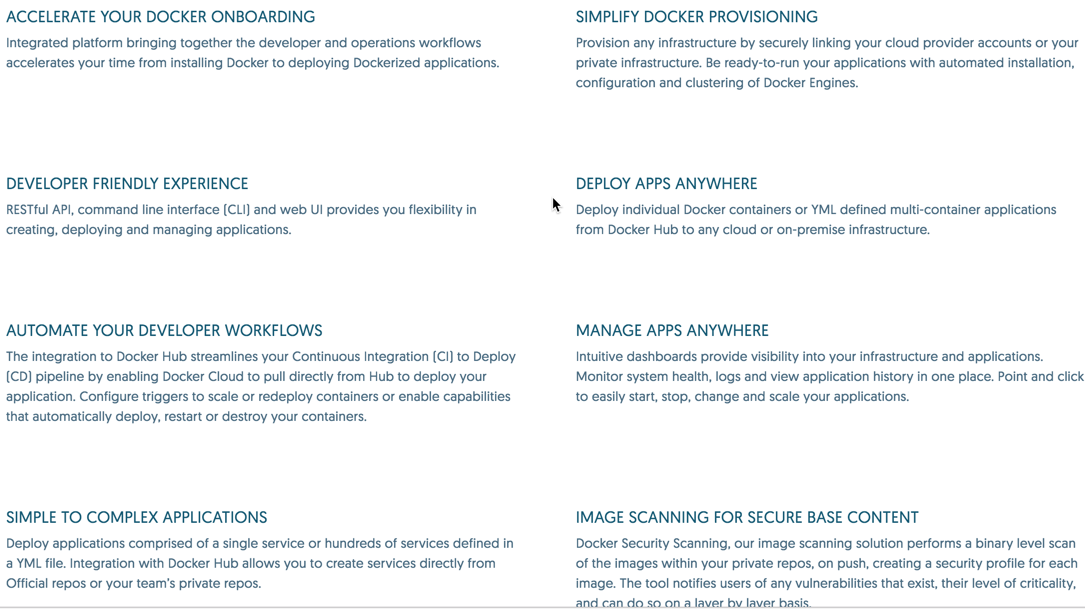 ACCELERATE YOUR DOCKER ONBOARDING
Integrated platform bringing together the developer and operations workflows
accelerates your time from installing Docker to deploying Dockerized applications.
SIMPLIFY DOCKER PROVISIONING
Provision any infrastructure by securely linking your cloud provider accounts or your
private infrastructure. Be ready-to-run your applications with automated installation,
configuration and clustering of Docker Engines.
DEVELOPER FRIENDLY EXPERIENCE
RESTful API, command line interface (CLI) and web UI provides you flexibility in
creating, deploying and managing applications.
DEPLOY APPS ANYWHERE
Deploy individual Docker containers or YML defined multi-container applications
from Docker Hub to any cloud or on-premise infrastructure.
AUTOMATE YOUR DEVELOPER WORKFLOWS
The integration to Docker Hub streamlines your Continuous Integration (CI) to Deploy
(CD) pipeline by enabling Docker Cloud to pull directly from Hub to deploy your
application. Configure triggers to scale or redeploy containers or enable capabilities
that automatically deploy, restart or destroy your containers.
MANAGE APPS ANYWHERE
Intuitive dashboards provide visibility into your infrastructure and applications.
Monitor system health, logs and view application history in one place. Point and click
to easily start, stop, change and scale your applications.
SIMPLE TO COMPLEX APPLICATIONS
Deploy applications comprised of a single service or hundreds of services defined in
a YML file. Integration with Docker Hub allows you to create services directly from
Official repos or your team's private repos.
IMAGE SCANNING FOR SECURE BASE CONTENT
Docker Security Scanning, our image scanning solution performs a binary level scan
of the images within your private repos, on push, creating a security profile for each
image. The tool notifies users of any vulnerabilities that exist, their level of criticality,
and can do so on a layer by layer basis.